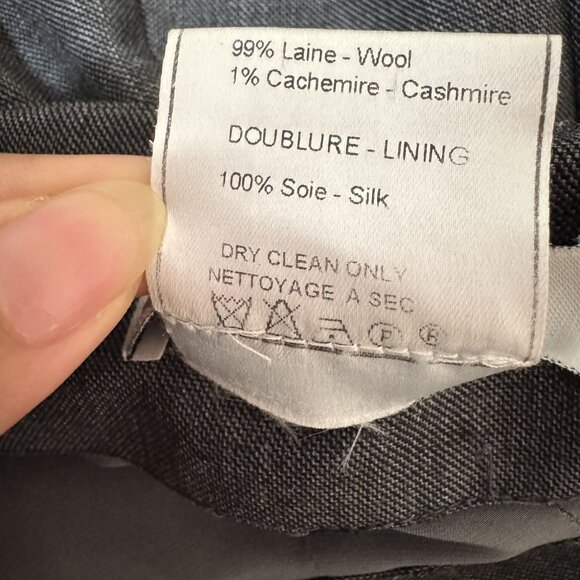 99% Laine - Wool
1% Cachemire - Cashmire
DOUBLURE - LINING
100% Soie - Silk
DRY CLEAN ONLY
NETTOYAGE A SEC
P R